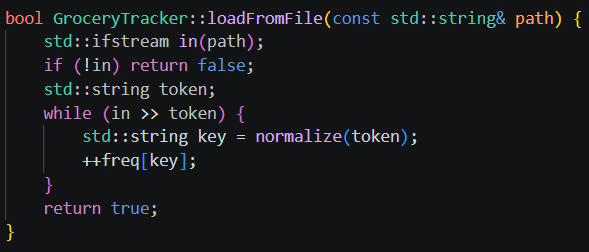 bool GroceryTracker::loadFromFile(const std::string& path) {
    std::ifstream in(path);
    if (!in) return false;
    std::string token;
    while (in >> token) {
        std::string key = normalize(token);
        ++freq[key];
    }
    return true;
}